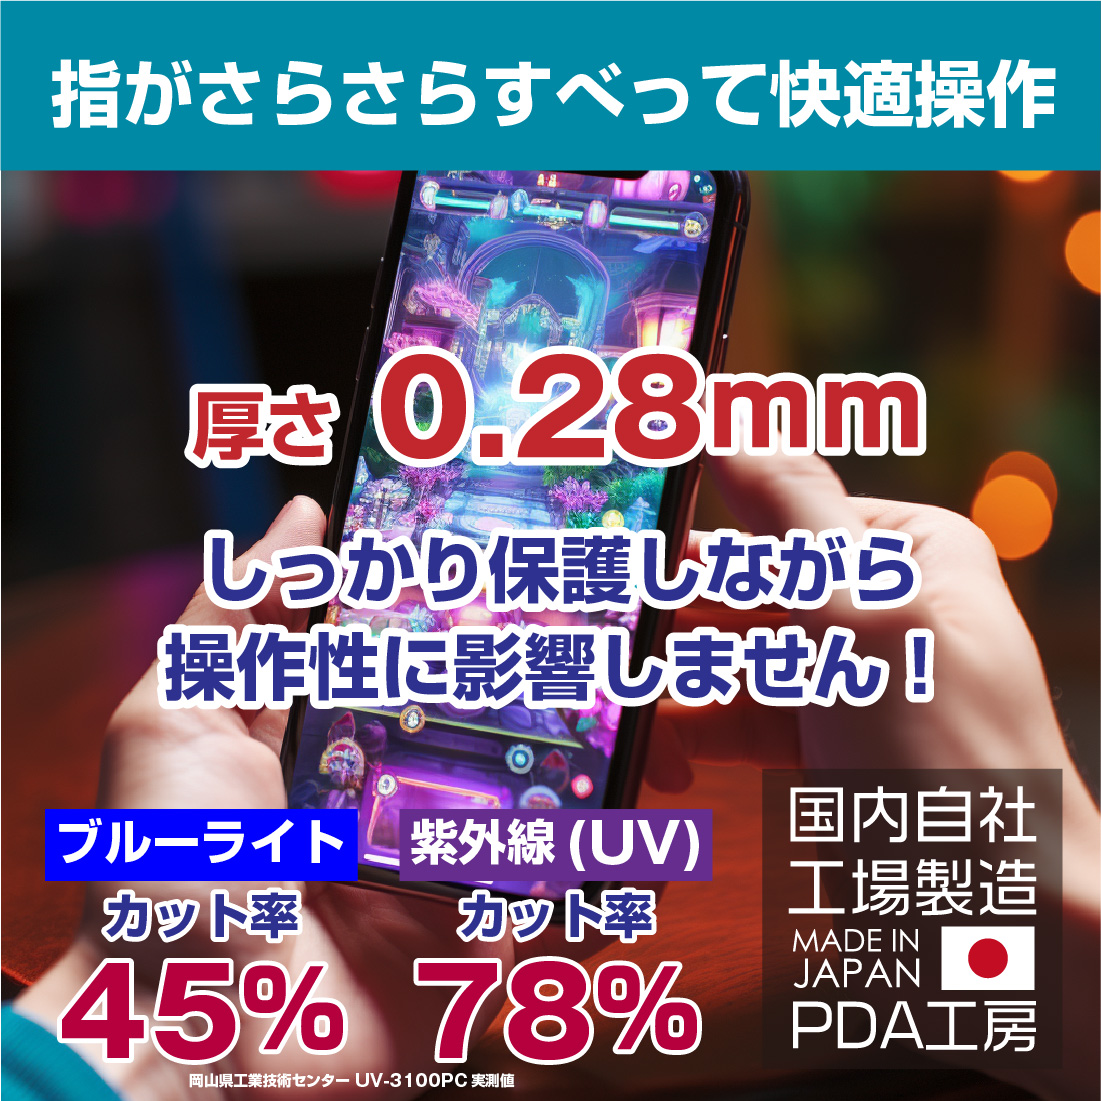 指がさらさらすべって快適操作
厚さ 0.28mm
しっかり保護しながら
操作性に影響しません！
ブルーライト
カット率
45%
紫外線(UV)
カット率
78%
岡山県工業技術センター UV-3100PC 実測値
国内自社
工場製造
MADE IN
JAPAN
PDA工房